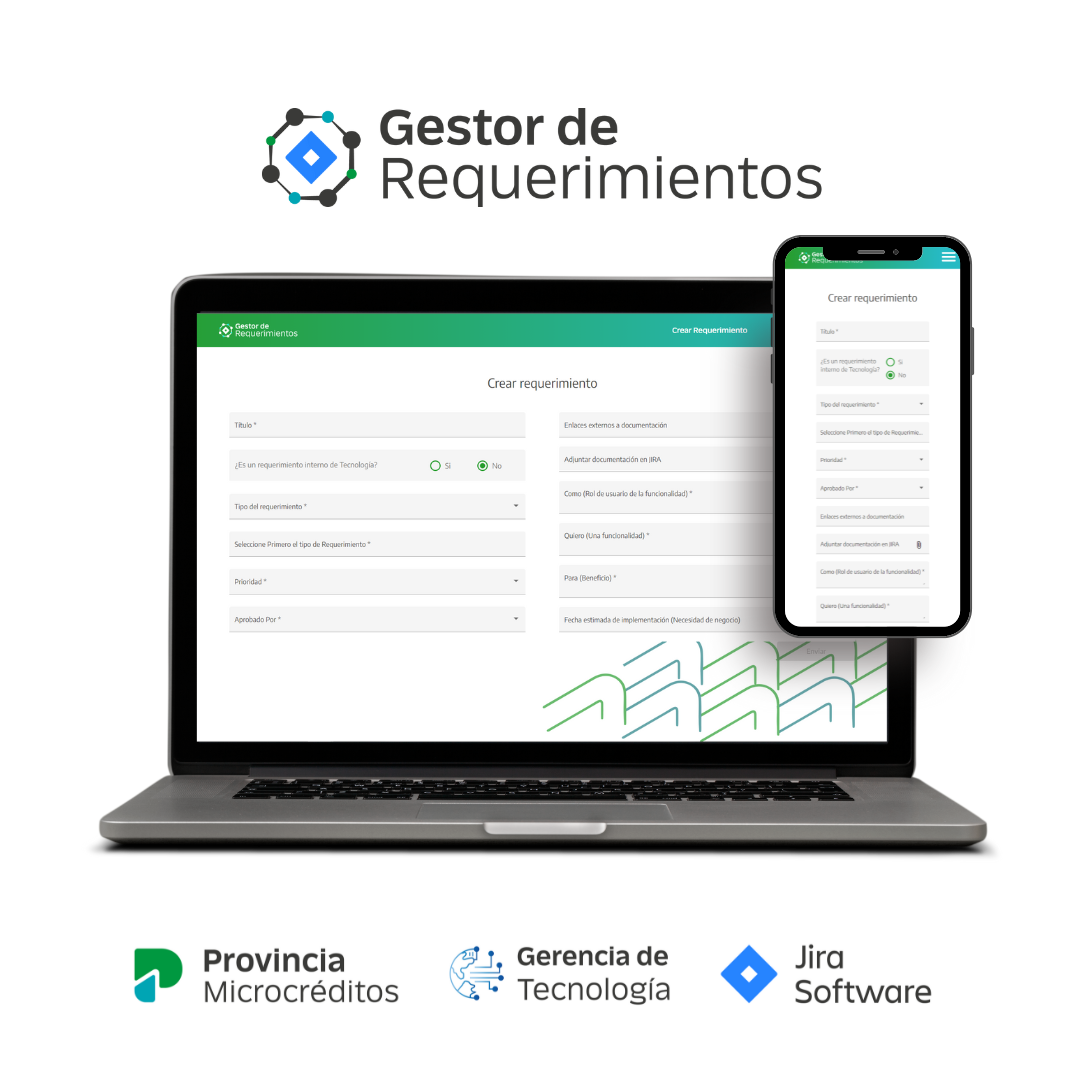 Gestor de
Requerimientos
Gestor de
Requerimientos
Crear Requerimiento
Crear requerimiento
Título *
¿Es un requerimiento interno de Tecnología?
Si
No
Tipo del requerimiento *
Seleccione Primero el tipo de Requerimiento *
Prioridad *
Aprobado Por *
Enlaces externos a documentación
Adjuntar documentación en JIRA
Como (Rol de usuario de la funcionalidad) *
Quiero (Una funcionalidad) *
Para (Beneficio) *
Fecha estimada de implementación (Necesidad de negocio)
Enviar
Crear requerimiento
Título *
¿Es un requerimiento
interno de Tecnología?
Si
No
Tipo del requerimiento *
Seleccione Primero el tipo de Requerimie...
Prioridad *
Aprobado Por *
Enlaces externos a documentación
Adjuntar documentación en JIRA
Como (Rol de usuario de la funcionalidad) *
Quiero (Una funcionalidad) *
Provincia
Microcréditos
Gerencia de
Tecnología
Jira
Software